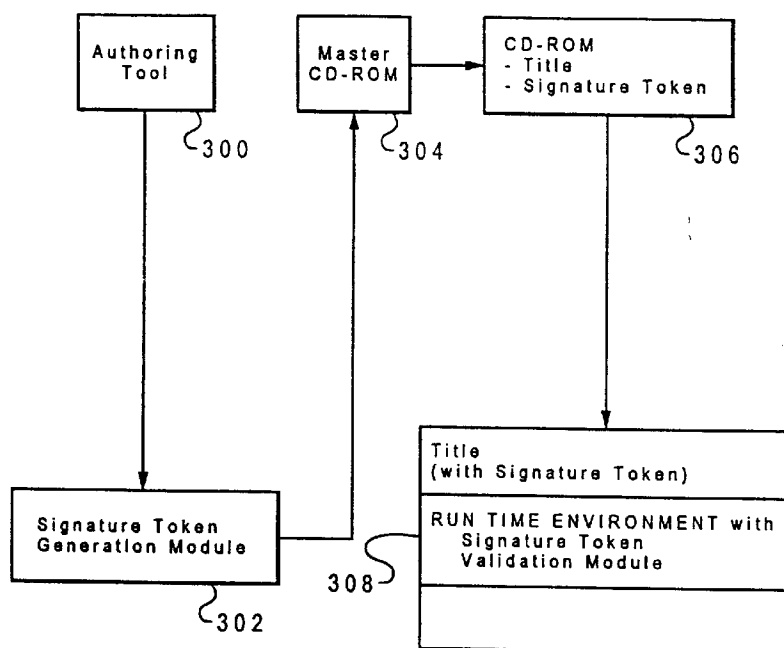 Authoring
Tool
300
Master
CD-ROM
304
CD-ROM
- Title
- Signature Token
306
Signature Token
Generation Module
302
Title
(with Signature Token)
RUN TIME ENVIRONMENT with
Signature Token
Validation Module
308